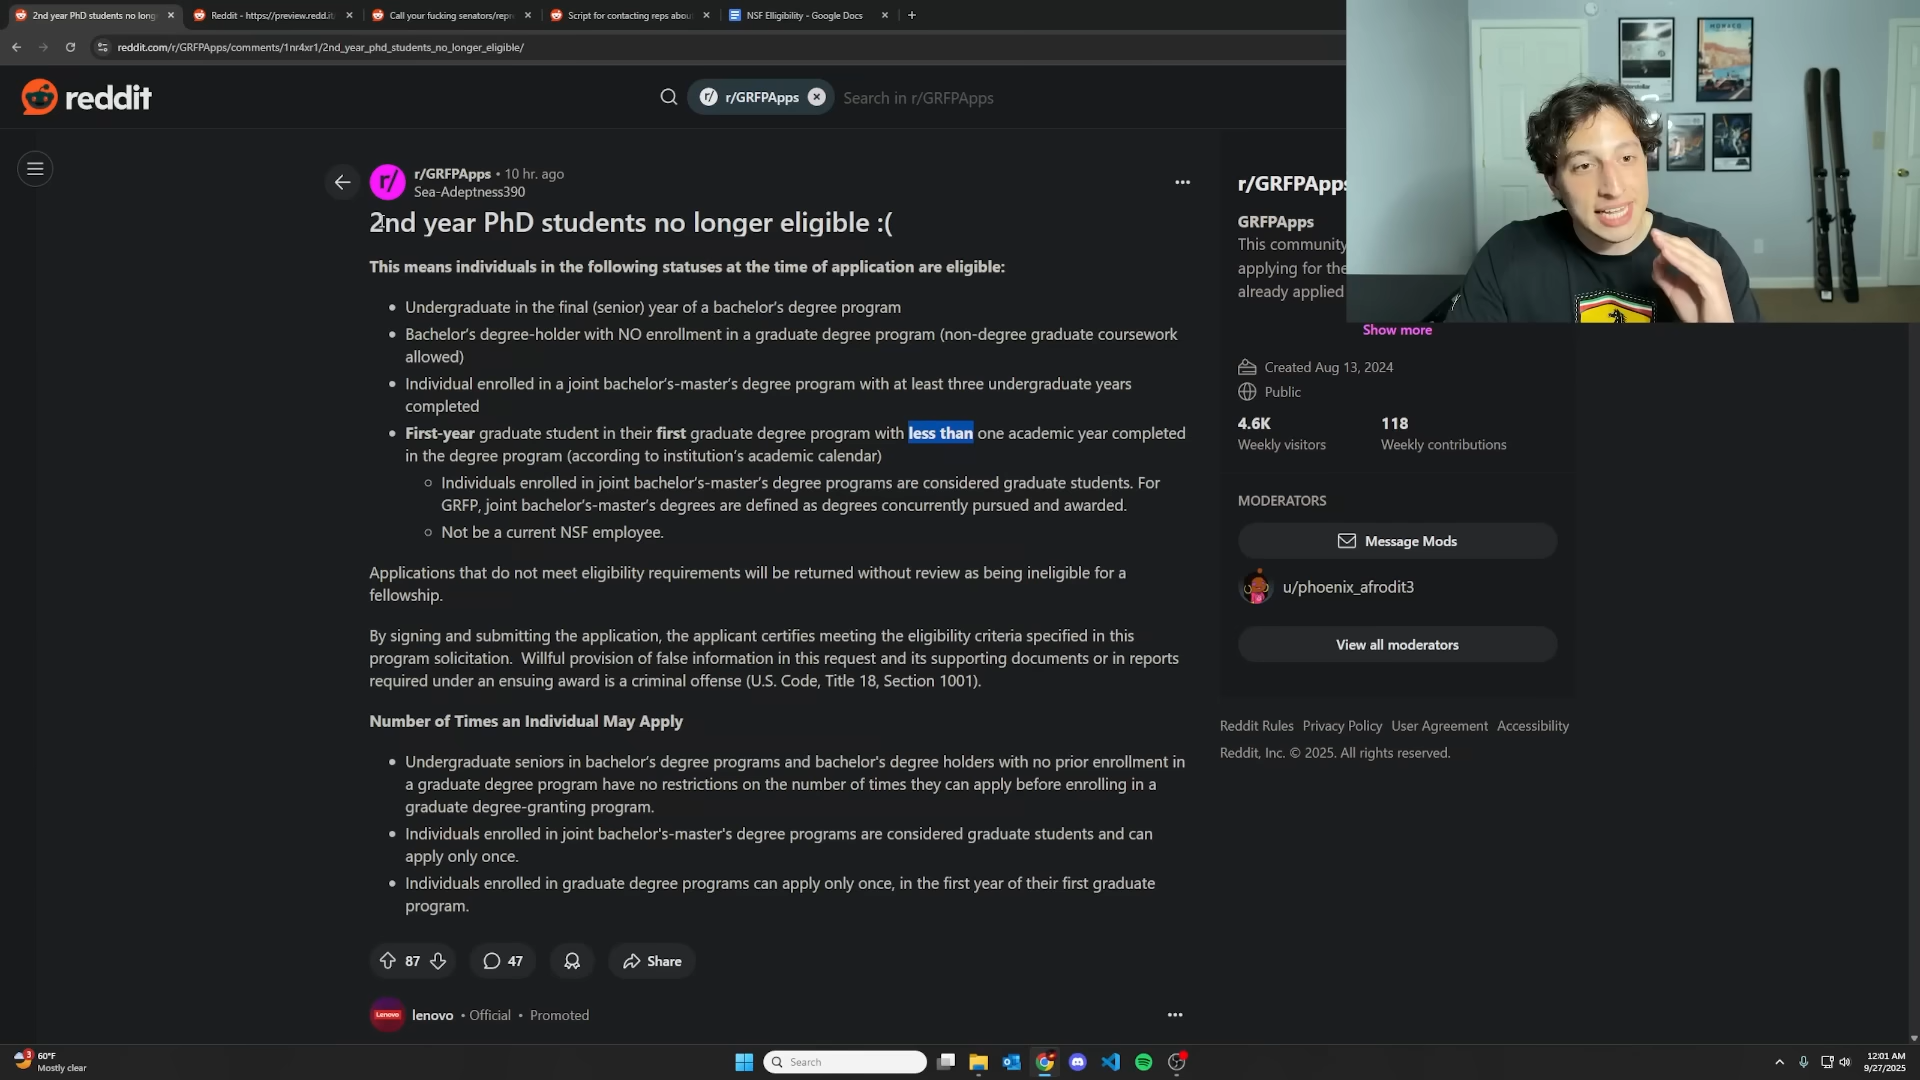 2nd year PhD students no long
Reddit - https://preview.redd.it
Call your fucking senators/repr
Script for contacting reps abou
NSF Elligibility - Google Docs
reddit.com/r/GRFPApps/comments/1nr4xr1/2nd_year_phd_students_no_longer_eligible/
reddit
r/ r/GRFPApps
Search in r/GRFPApps
r/ r/GRFPApps • 10 hr. ago
Sea-Adeptness390
2nd year PhD students no longer eligible :(
This means individuals in the following statuses at the time of application are eligible:
• Undergraduate in the final (senior) year of a bachelor's degree program
• Bachelor's degree-holder with NO enrollment in a graduate degree program (non-degree graduate coursework
allowed)
• Individual enrolled in a joint bachelor's-master's degree program with at least three undergraduate years
completed
• First-year graduate student in their first graduate degree program with less than one academic year completed
in the degree program (according to institution's academic calendar)
○ Individuals enrolled in joint bachelor's-master's degree programs are considered graduate students. For
GRFP, joint bachelor's-master's degrees are defined as degrees concurrently pursued and awarded.
○ Not be a current NSF employee.
Applications that do not meet eligibility requirements will be returned without review as being ineligible for a
fellowship.
By signing and submitting the application, the applicant certifies meeting the eligibility criteria specified in this
program solicitation. Willful provision of false information in this request and its supporting documents or in reports
required under an ensuing award is a criminal offense (U.S. Code, Title 18, Section 1001).
Number of Times an Individual May Apply
• Undergraduate seniors in bachelor's degree programs and bachelor's degree holders with no prior enrollment in
a graduate degree program have no restrictions on the number of times they can apply before enrolling in a
graduate degree-granting program.
• Individuals enrolled in joint bachelor's-master's degree programs are considered graduate students and can
apply only once.
• Individuals enrolled in graduate degree programs can apply only once, in the first year of their first graduate
program.
87
47
Share
Lenovo
lenovo • Official • Promoted
r/GRFPApps
GRFPApps
This community
applying for the
already applied
Show more
Created Aug 13, 2024
Public
4.6K
118
Weekly visitors
Weekly contributions
MODERATORS
Message Mods
u/phoenix_afrodit3
View all moderators
Reddit Rules Privacy Policy User Agreement Accessibility
Reddit, Inc. © 2025. All rights reserved.
MONACO
3
60°F
Mostly clear
Search
12:01 AM
9/27/2025